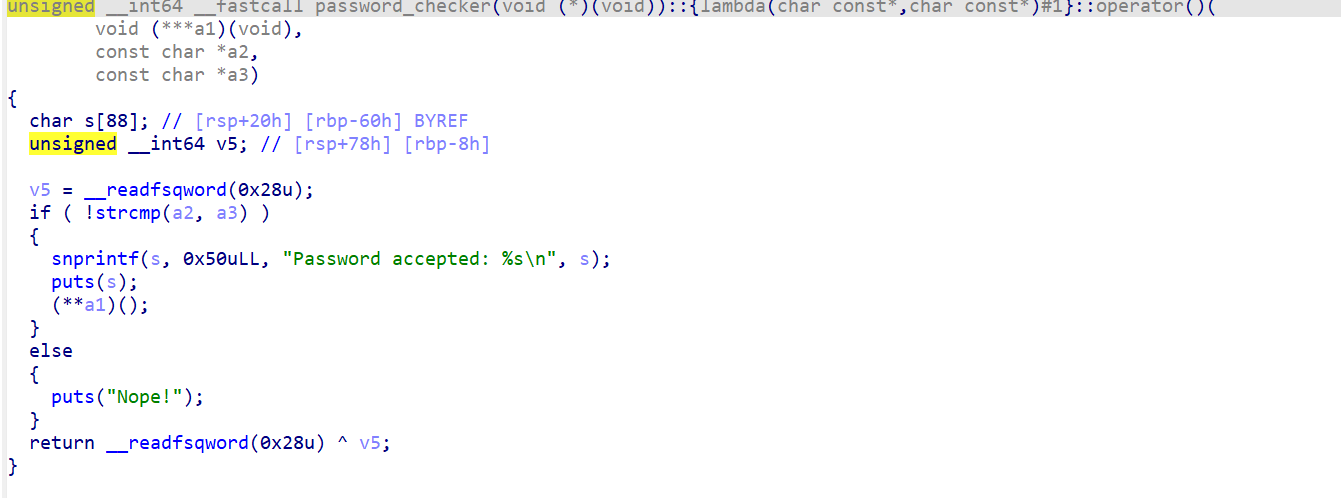 unsigned __int64 __fastcall password_checker(void (*)(void))::{lambda(char const*,char const*)#1}::operator()(
        void (***a1)(void),
        const char *a2,
        const char *a3)
{
  char s[88]; // [rsp+20h] [rbp-60h] BYREF
  unsigned __int64 v5; // [rsp+78h] [rbp-8h]

  v5 = __readfsqword(0x28u);
  if ( !strcmp(a2, a3) )
  {
    snprintf(s, 0x50uLL, "Password accepted: %s\n", s);
    puts(s);
    (**a1)();
  }
  else
  {
    puts("Nope!");
  }
  return __readfsqword(0x28u) ^ v5;
}